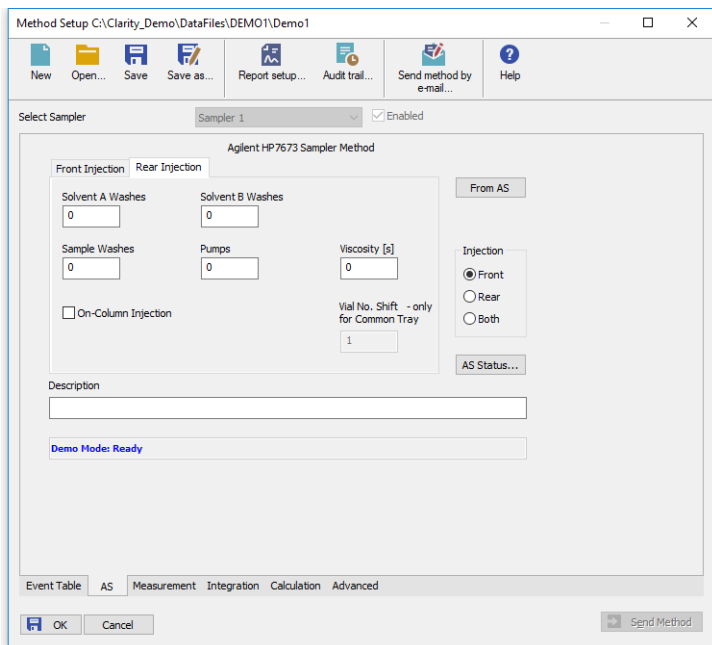 Method Setup C:\Clarity_Demo\DataFiles\DEMO1\Demo1
New Open... Save Save as... Report setup... Audit trail... Send method by e-mail... Help
Select Sampler Sampler 1 Enabled
Agilent HP7673 Sampler Method
Front Injection Rear Injection
From AS
Solvent A Washes Solvent B Washes
0 0
Sample Washes Pumps Viscosity [s]
0 0 0
Injection
Front
Rear
Both
On-Column Injection
Vial No. Shift - only
for Common Tray
1
AS Status...
Description
Demo Mode: Ready
Event Table AS Measurement Integration Calculation Advanced
OK Cancel Send Method